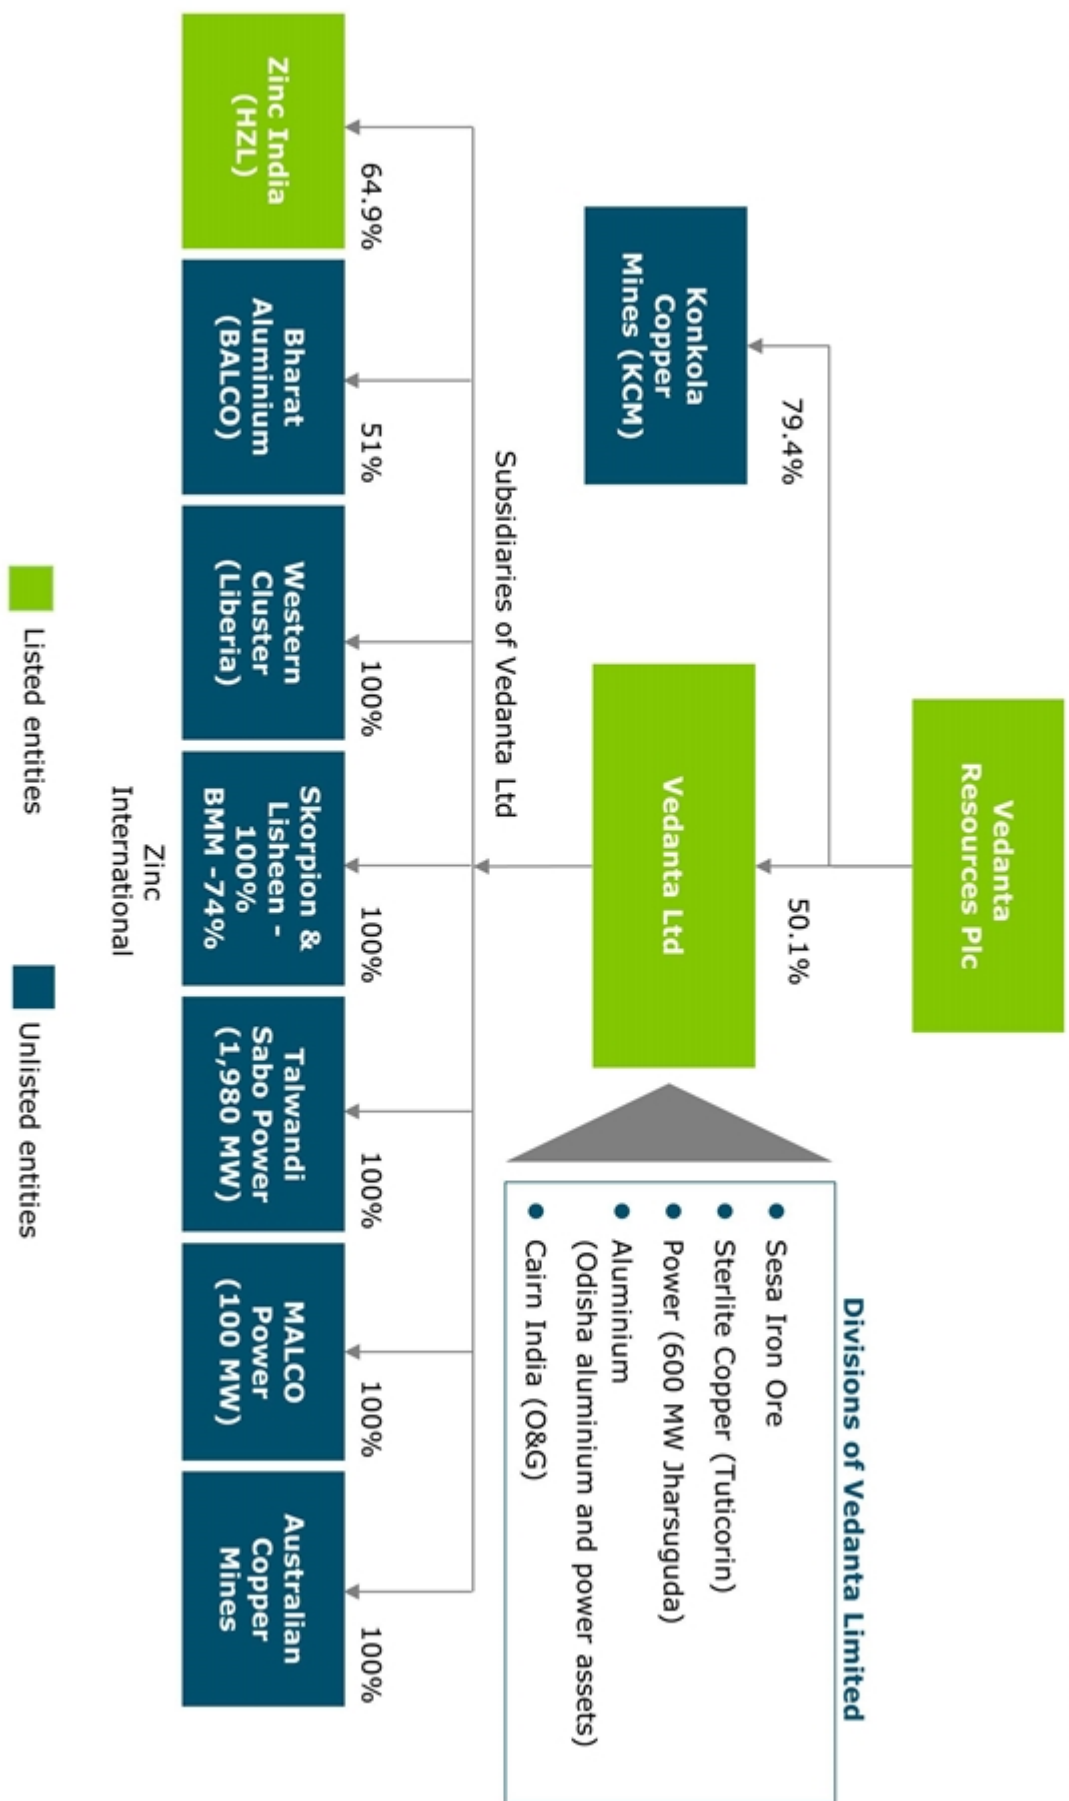 Vedanta
Resources Plc
79.4%
50.1%
Konkola
Copper
Mines (KCM)
Vedanta Ltd
Divisions of Vedanta Limited
Sesa Iron Ore
Sterlite Copper (Tuticorin)
Power (600 MW Jharsuguda)
Aluminium
(Odisha aluminium and power assets)
Cairn India (O&G)
Subsidiaries of Vedanta Ltd
64.9%
51%
100%
100%
100%
100%
100%
Zinc India
(HZL)
Bharat
Aluminium
(BALCO)
Western
Cluster
(Liberia)
Skorpion &
Lisheen -
100%
BMM -74%
Talwandi
Sabo Power
(1,980 MW)
MALCO
Power
(100 MW)
Australian
Copper
Mines
Zinc
International
Listed entities
Unlisted entities